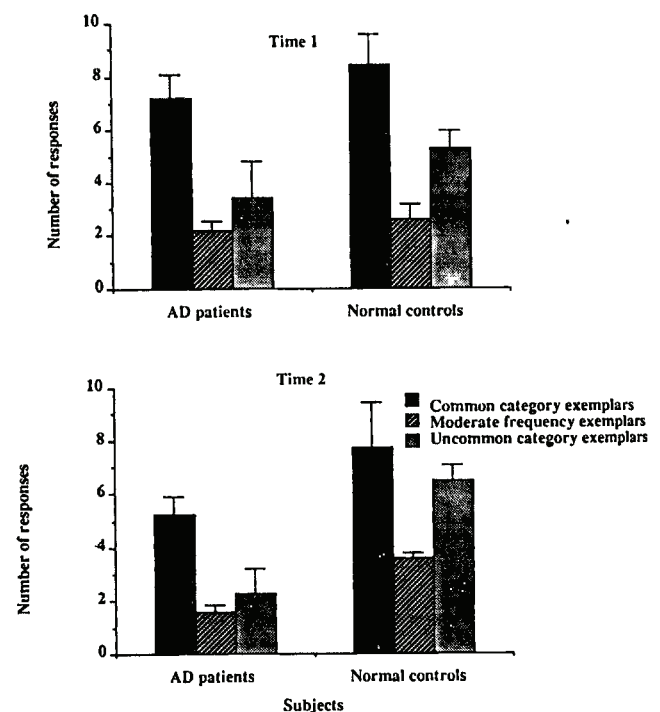 Time 1
Number of responses
10
8
6
4
2
0
AD patients
Normal controls
Time 2
Number of responses
10
8
6
4
2
0
Common category exemplars
Moderate frequency exemplars
Uncommon category exemplars
AD patients
Normal controls
Subjects